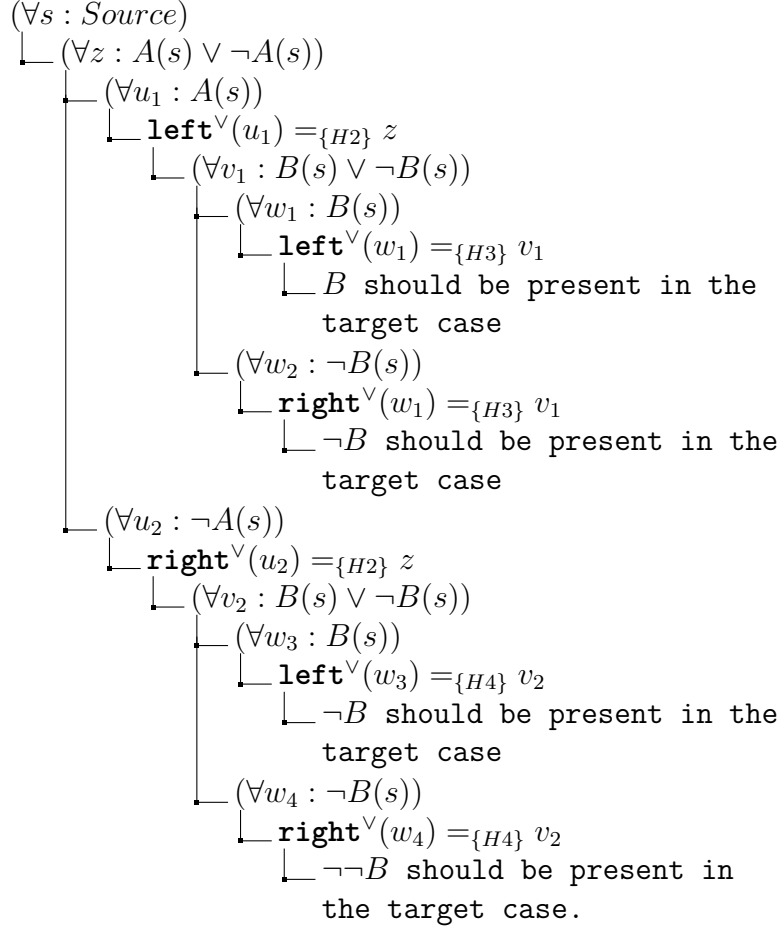 (∀s : Source)
(∀z : A(s) ∨ ¬A(s))
(∀u₁ : A(s))
left^∨(u₁) =_{H2} z
(∀v₁ : B(s) ∨ ¬B(s))
(∀w₁ : B(s))
left^∨(w₁) =_{H3} v₁
B should be present in the
target case
(∀w₂ : ¬B(s))
right^∨(w₁) =_{H3} v₁
¬B should be present in the
target case
(∀u₂ : ¬A(s))
right^∨(u₂) =_{H2} z
(∀v₂ : B(s) ∨ ¬B(s))
(∀w₃ : B(s))
left^∨(w₃) =_{H4} v₂
¬B should be present in the
target case
(∀w₄ : ¬B(s))
right^∨(w₄) =_{H4} v₂
¬¬B should be present in
the target case.